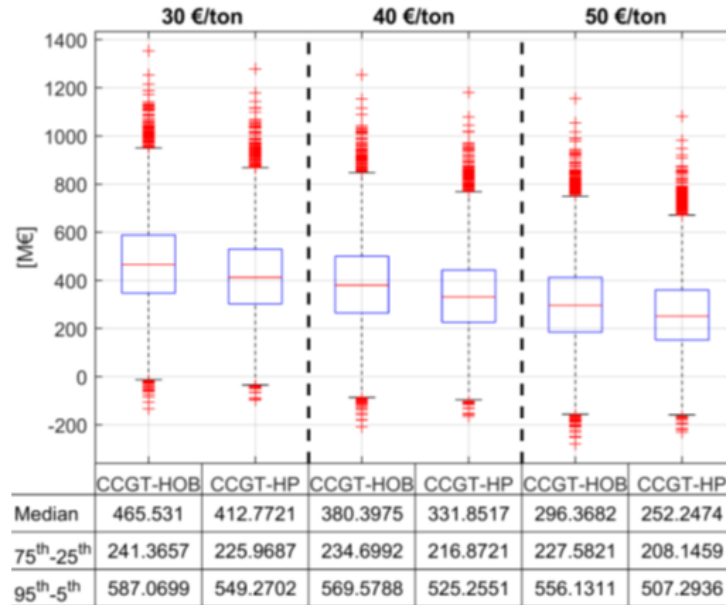 30 €/ton 40 €/ton 50 €/ton
1400
1200
1000
800
600
400
200
0
-200
[M€]
CCGT-HOB CCGT-HP CCGT-HOB CCGT-HP CCGT-HOB CCGT-HP
Median 465.531 412.7721 380.3975 331.8517 296.3682 252.2474
75th-25th 241.3657 225.9687 234.6992 216.8721 227.5821 208.1459
95th-5th 587.0699 549.2702 569.5788 525.2551 556.1311 507.2936